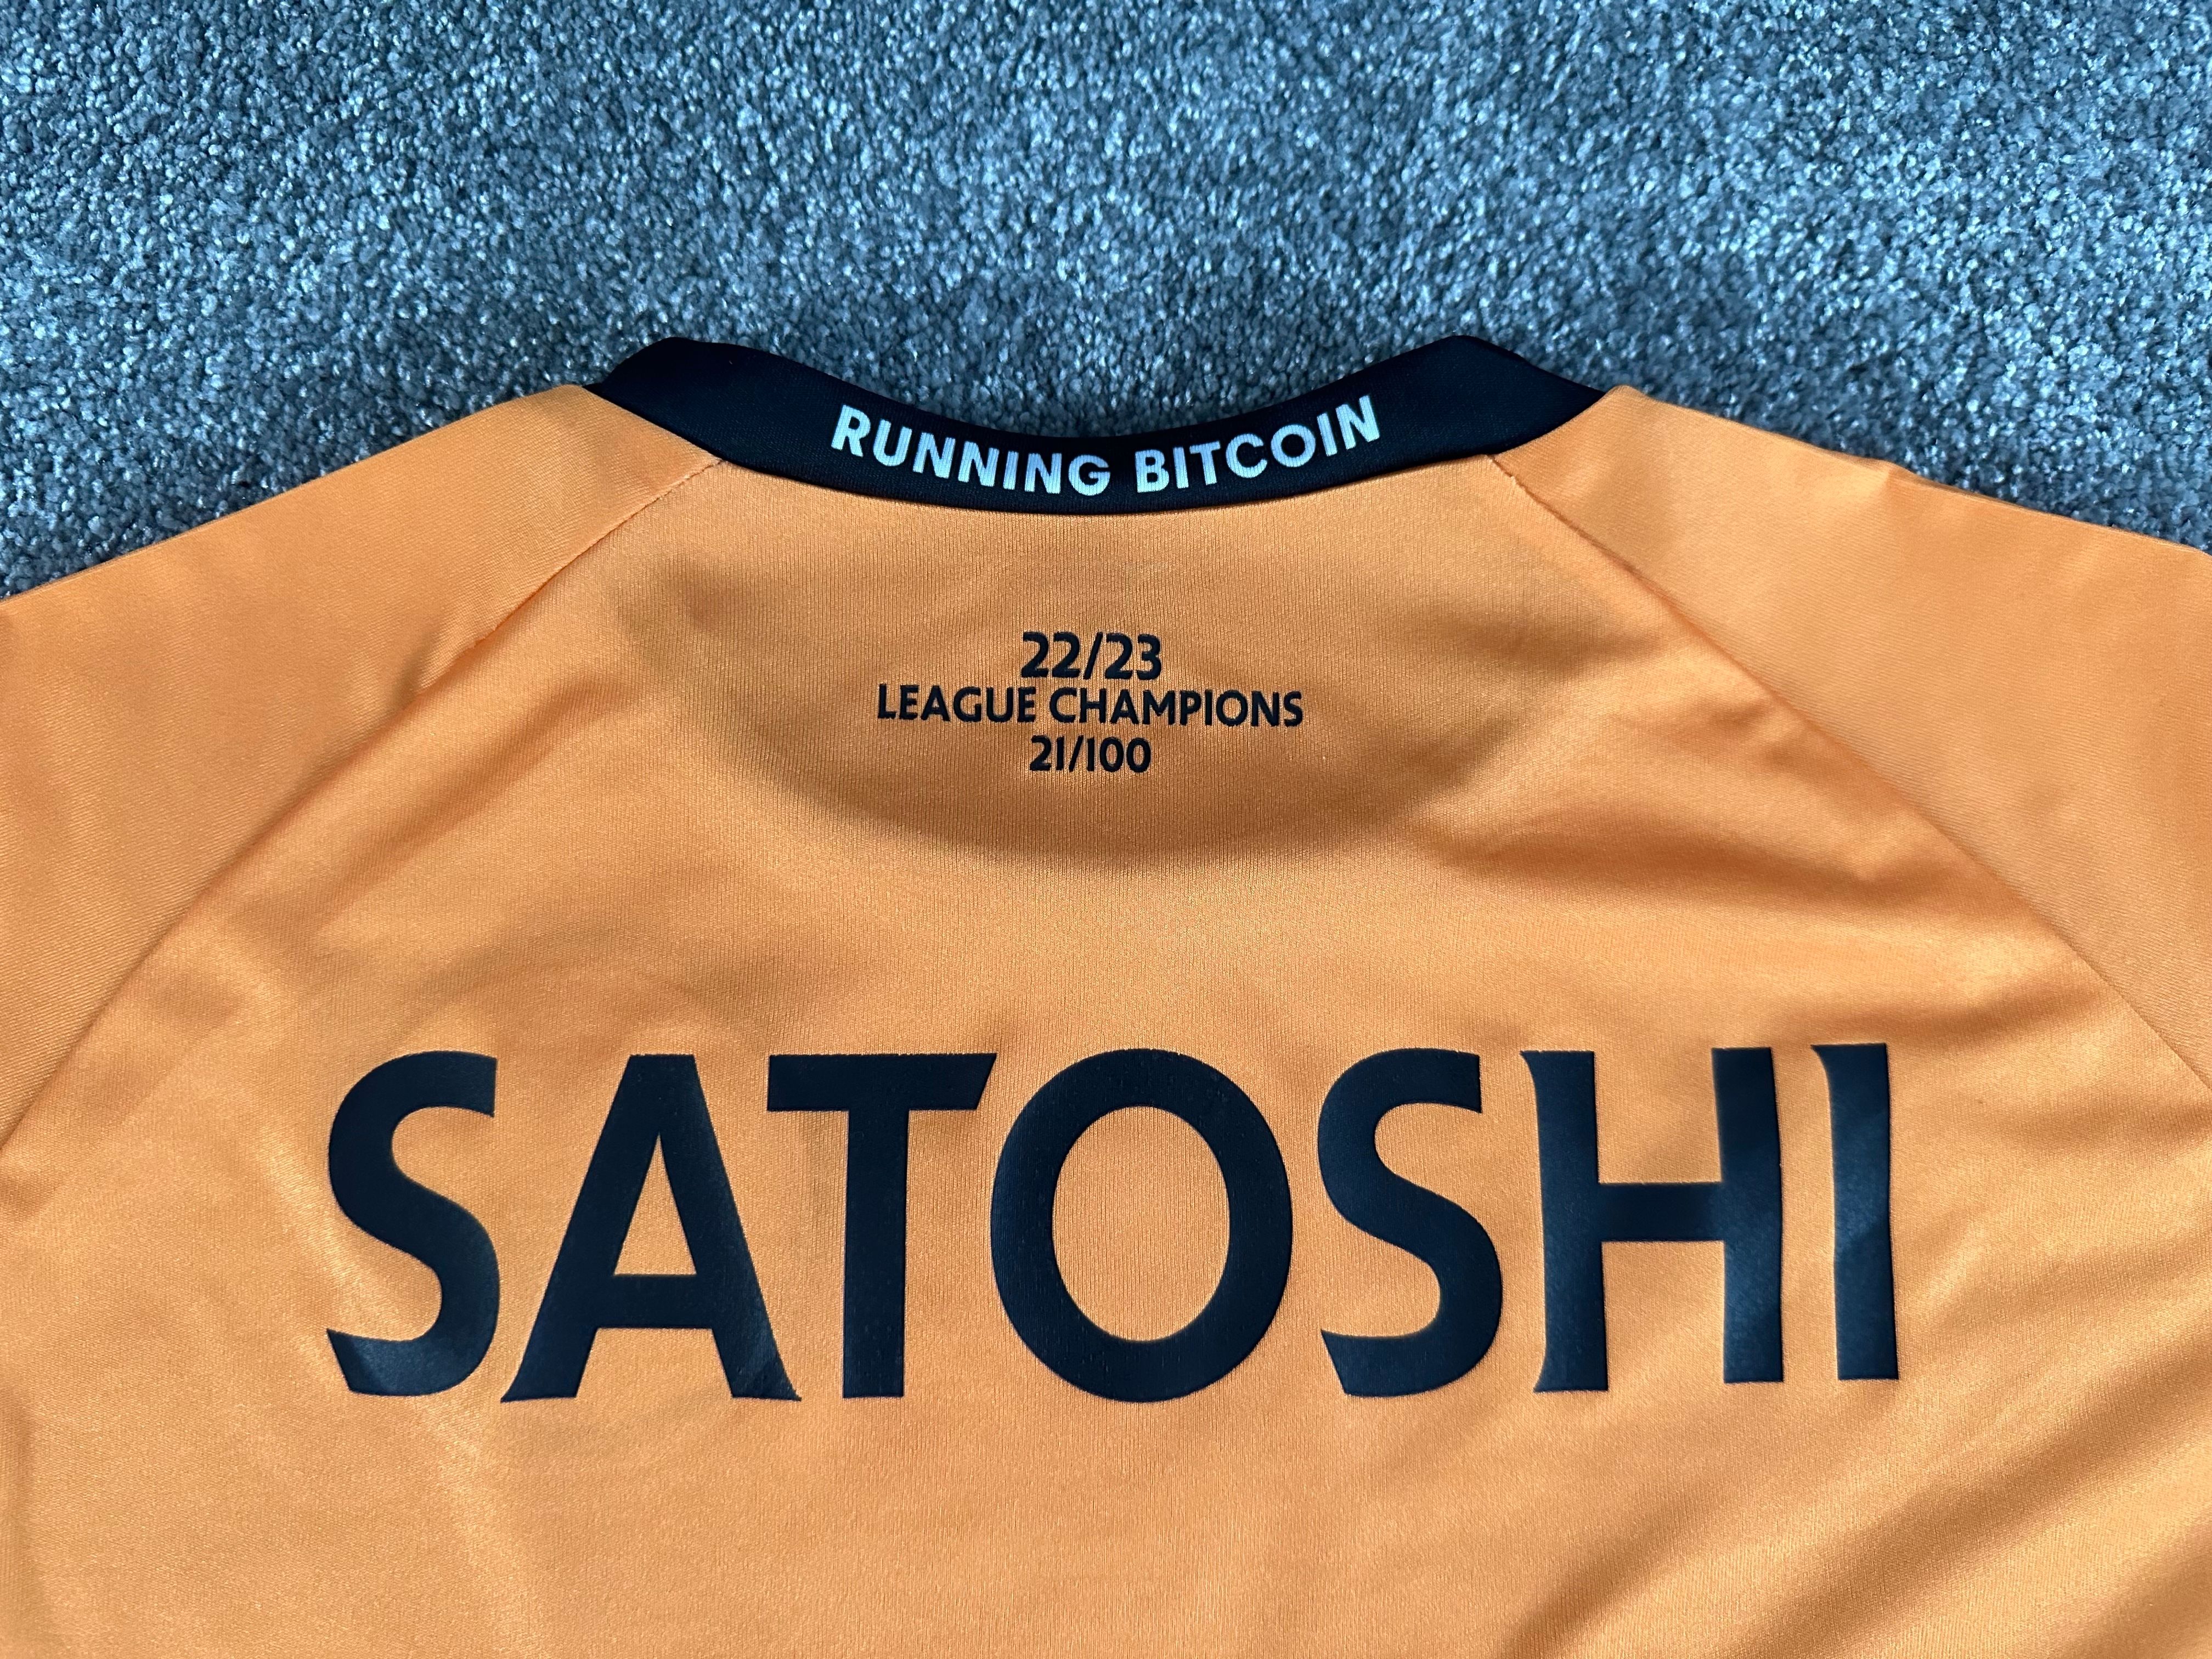 RUNNING BITCOIN
22/23
LEAGUE CHAMPIONS
21/100
SATOSHI